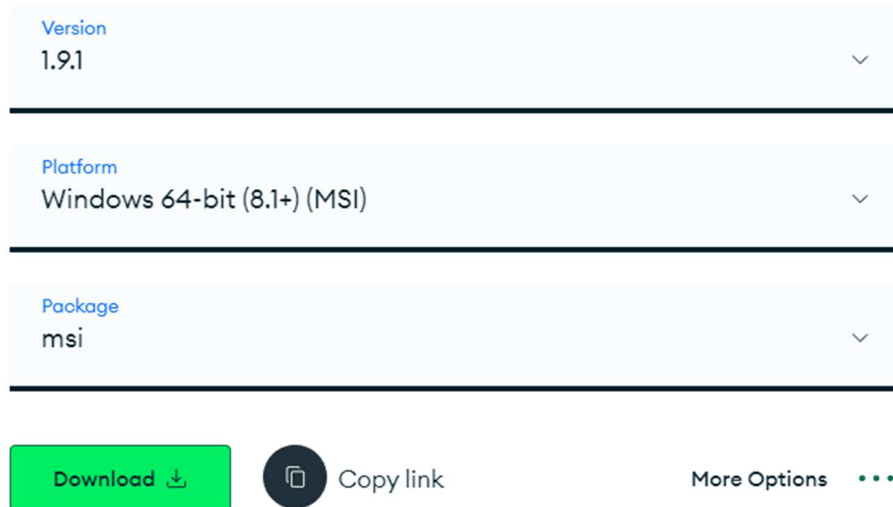 Version
1.9.1
Platform
Windows 64-bit (8.1+) (MSI)
Package
msi
Download
Copy link
More Options